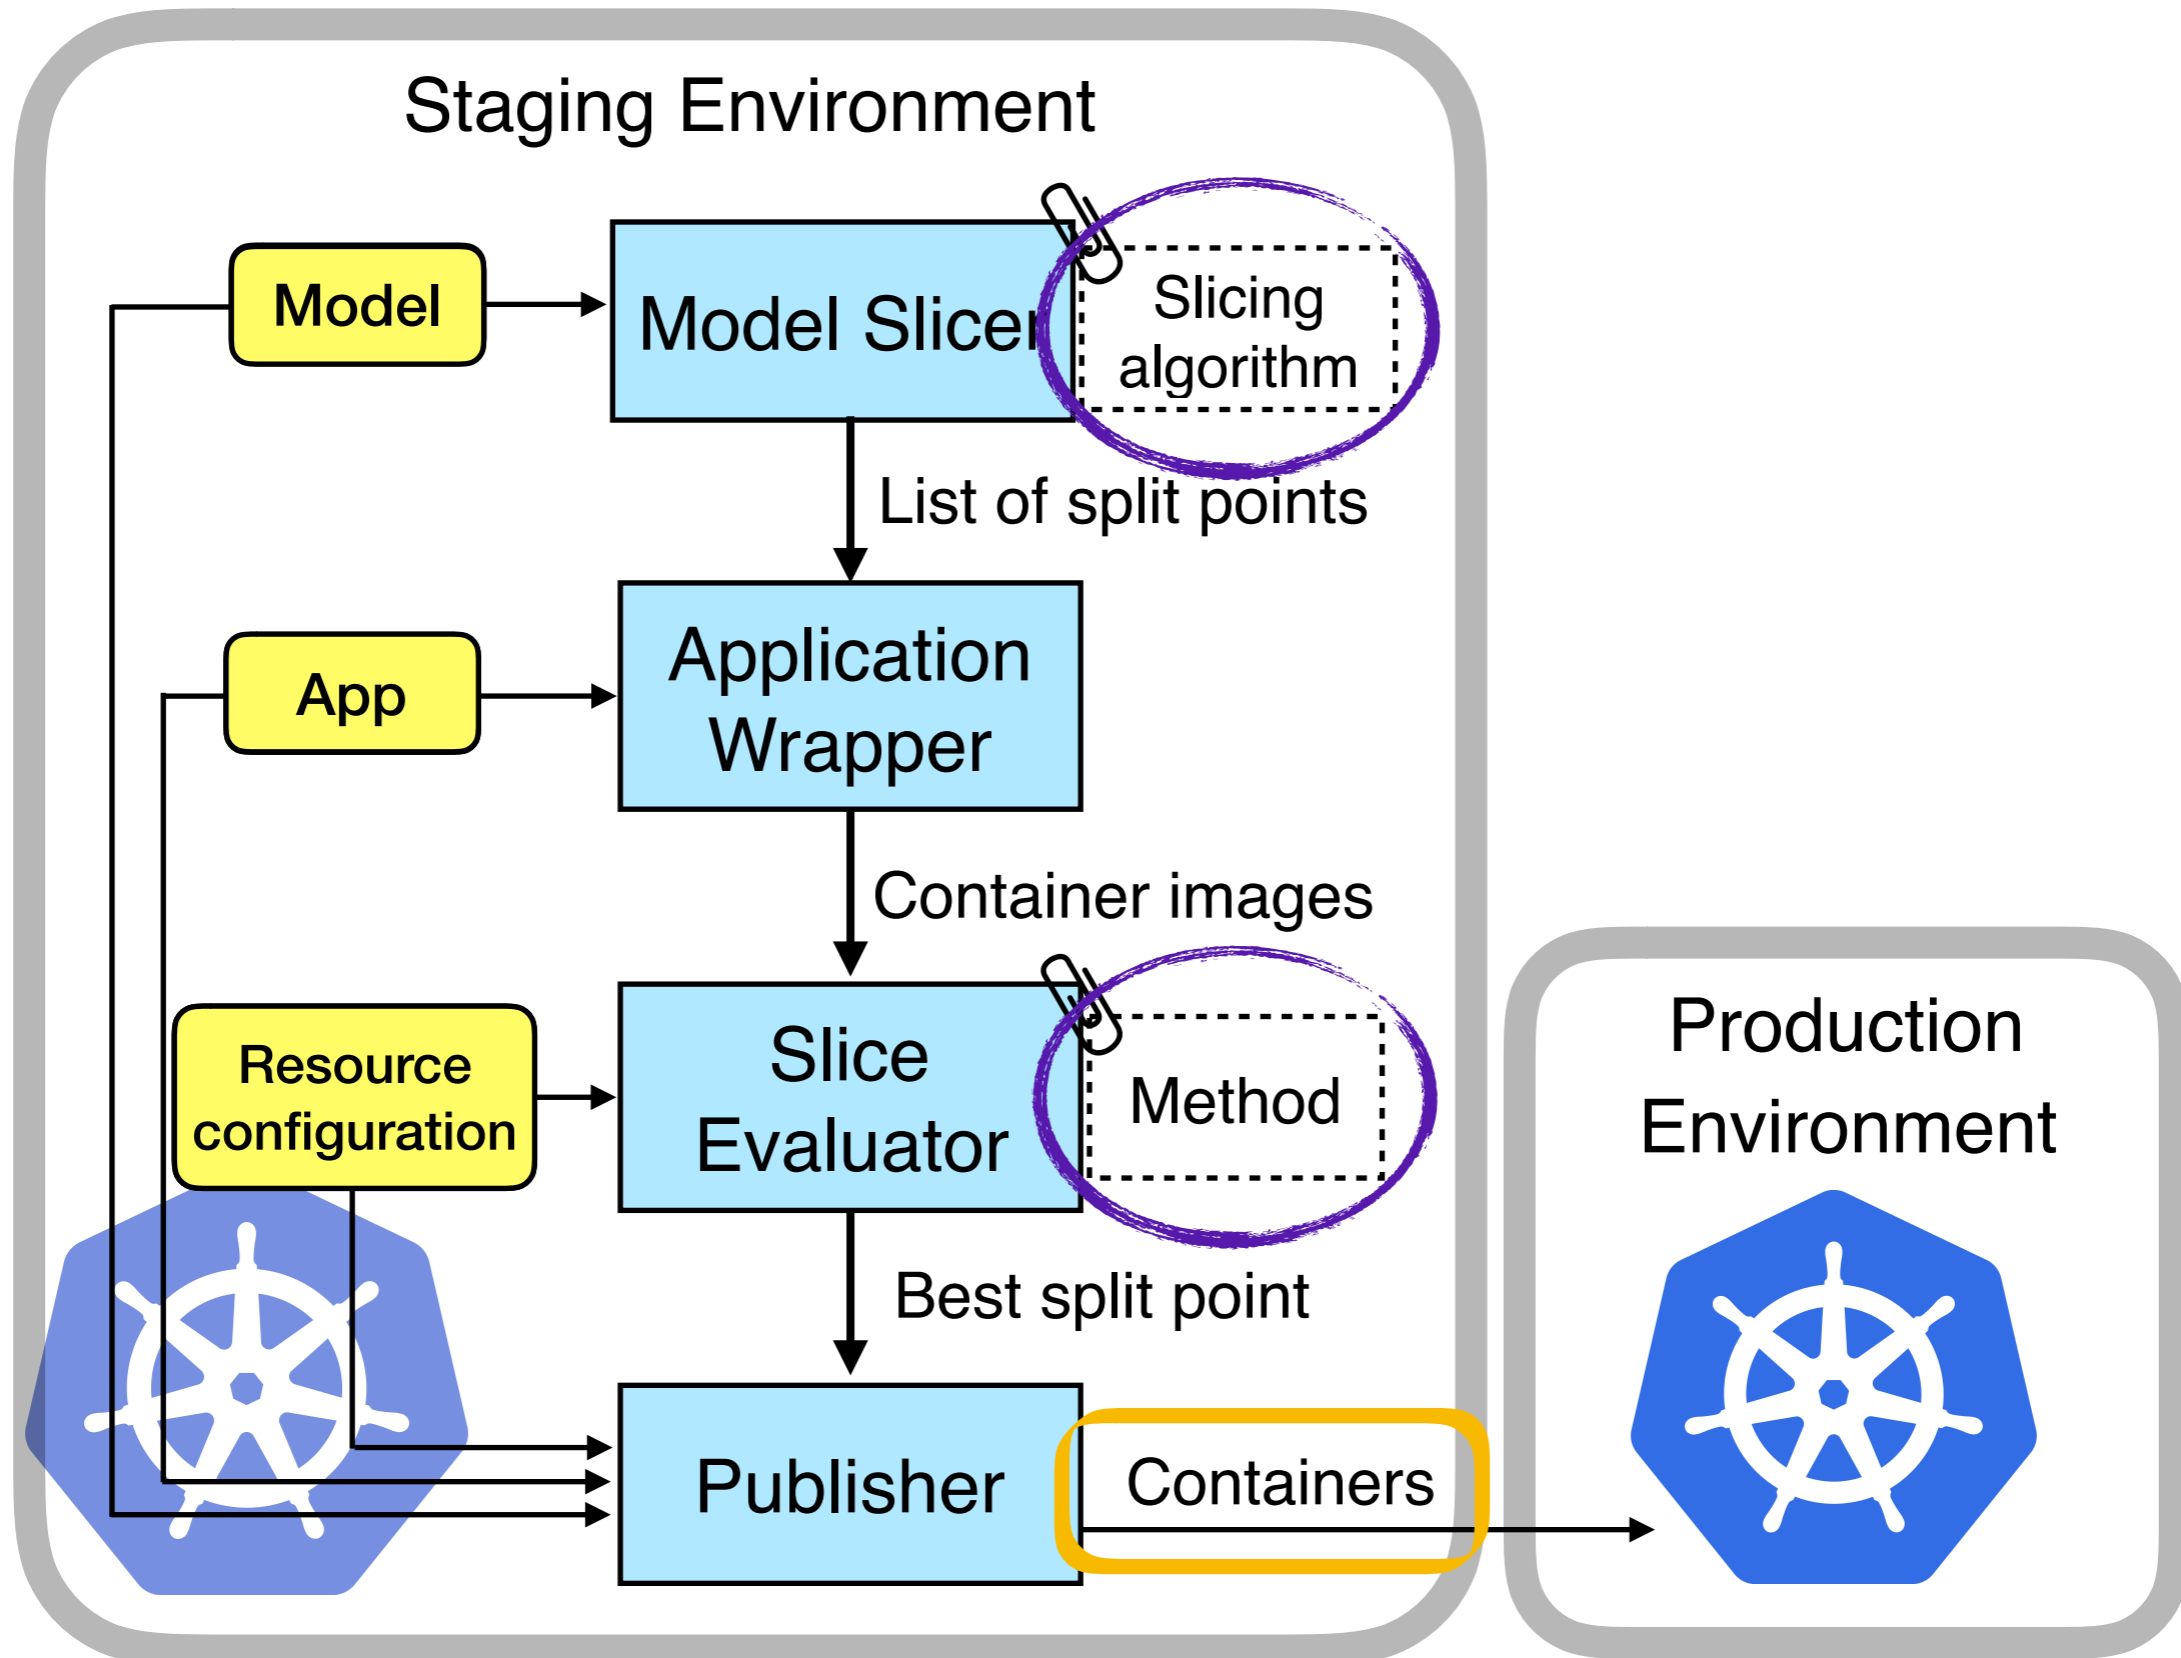 Staging Environment
Model
Model Slicer
Slicing
algorithm
List of split points
App
Application
Wrapper
Container images
Resource
configuration
Slice
Evaluator
Method
Best split point
Publisher
Containers
Production
Environment